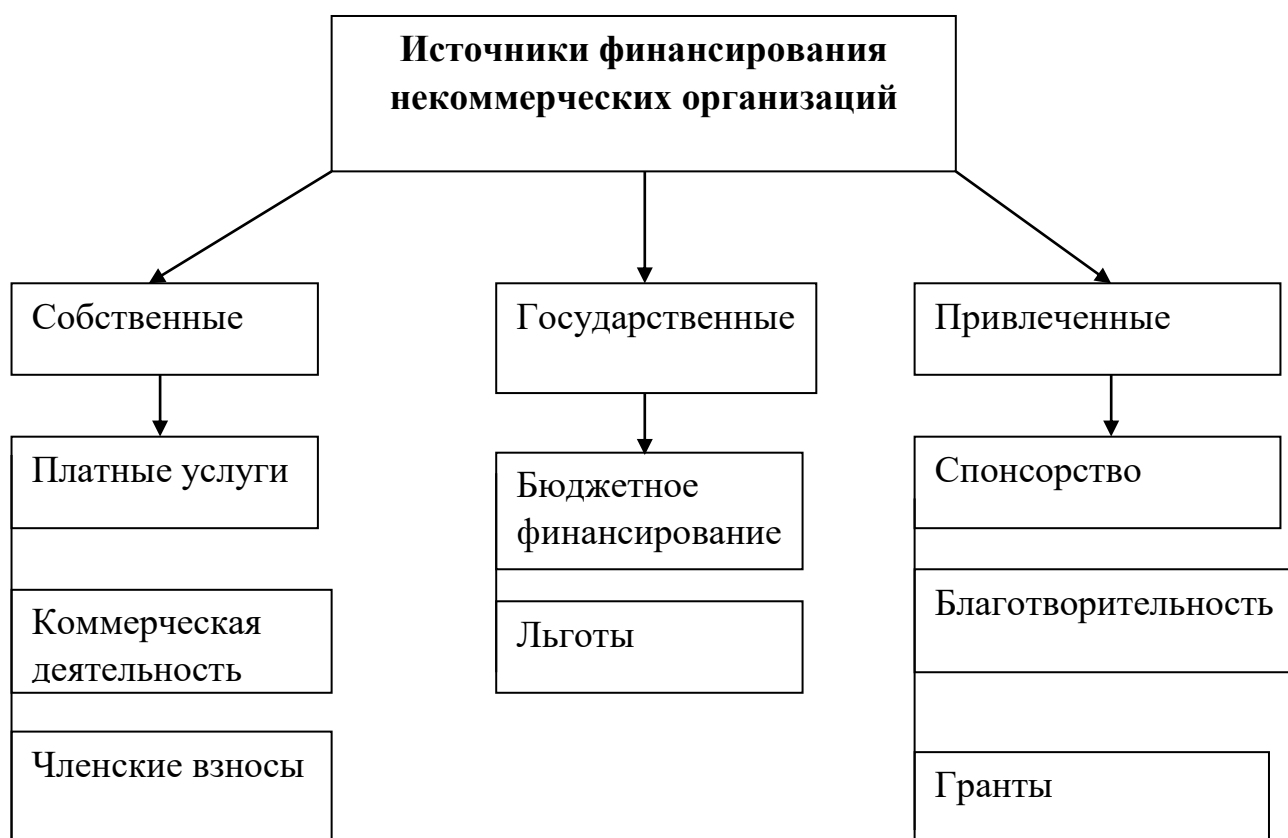 Источники финансирования
некоммерческих организаций
Собственные
Государственные
Привлеченные
Платные услуги
Бюджетное
финансирование
Спонсорство
Коммерческая
деятельность
Льготы
Благотворительность
Членские взносы
Гранты